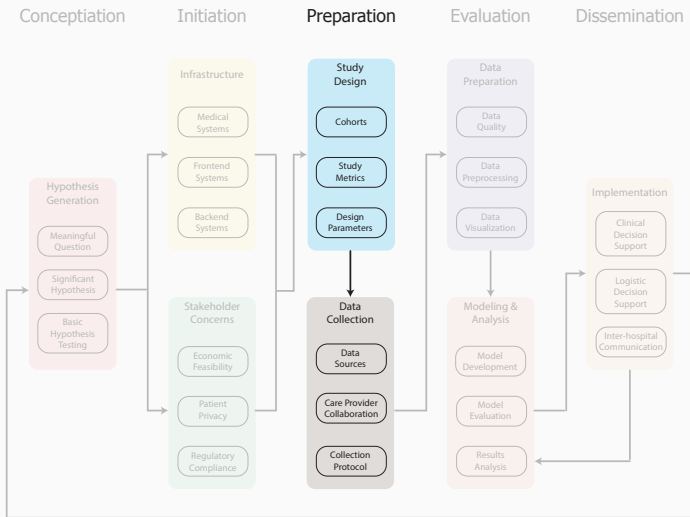 Conceptiation
Initiation
Preparation
Evaluation
Dissemination
Hypothesis
Generation
Meaningful
Question
Significant
Hypothesis
Basic
Hypothesis
Testing
Infrastructure
Medical
Systems
Frontend
Systems
Backend
Systems
Stakeholder
Concerns
Economic
Feasibility
Patient
Privacy
Regulatory
Compliance
Study
Design
Cohorts
Study
Metrics
Design
Parameters
Data
Collection
Data
Sources
Care Provider
Collaboration
Collection
Protocol
Data
Preparation
Data
Quality
Data
Preprocessing
Data
Visualization
Modeling &
Analysis
Model
Development
Model
Evaluation
Results
Analysis
Implementation
Clinical
Decision
Support
Logistic
Decision
Support
Inter-hospital
Communication